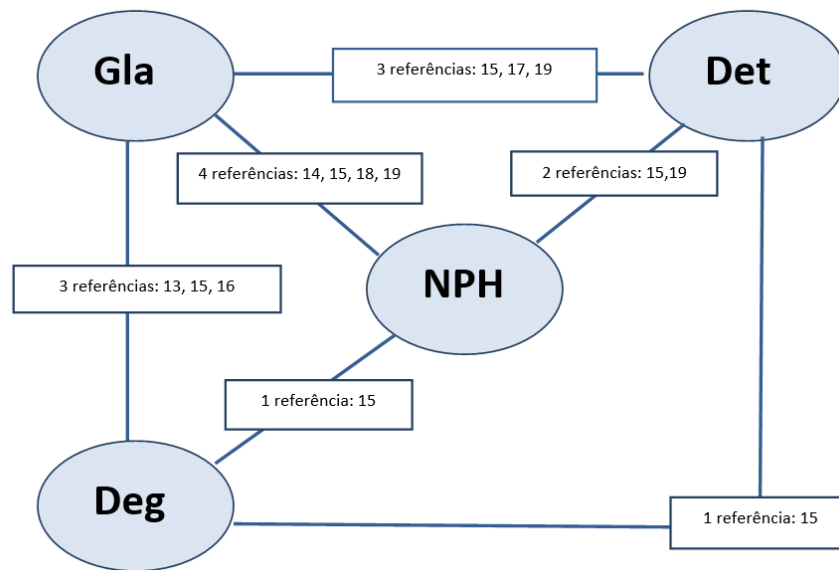 Gla
3 referências: 15, 17, 19
Det
4 referências: 14, 15, 18, 19
2 referências: 15,19
3 referências: 13, 15, 16
NPH
1 referência: 15
Deg
1 referência: 15